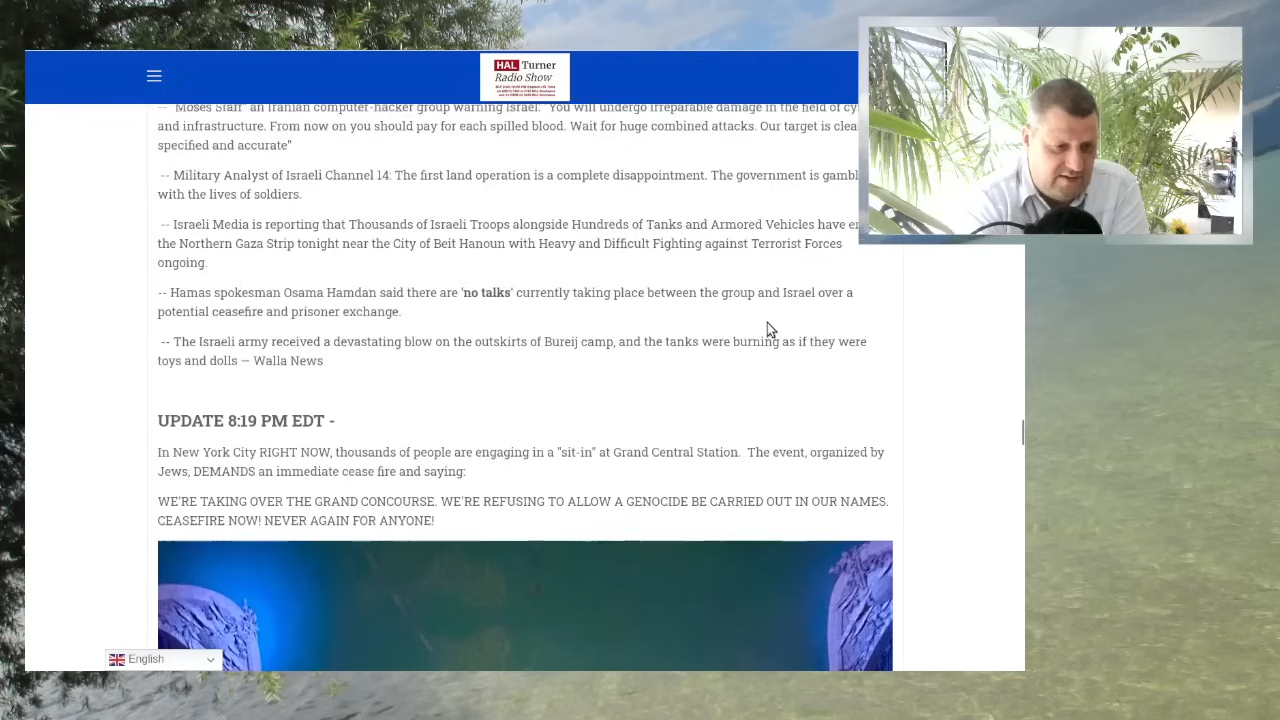 HAL Turner
Radio Show
-- "Moses Staff" an Iranian computer-hacker group warning Israel: "You will undergo irreparable damage in the field of
and infrastructure. From now on you should pay for each spilled blood. Wait for huge combined attacks. Our target is
specified and accurate"
-- Military Analyst of Israeli Channel 14: The first land operation is a complete disappointment. The government is
with the lives of soldiers.
-- Israeli Media is reporting that Thousands of Israeli Troops alongside Hundreds of Tanks and Armored Vehicles have
the Northern Gaza Strip tonight near the City of Beit Hanoun with Heavy and Difficult Fighting against Terrorist Forces
ongoing.
-- Hamas spokesman Osama Hamdan said there are 'no talks' currently taking place between the group and Israel over a
potential ceasefire and prisoner exchange.
-- The Israeli army received a devastating blow on the outskirts of Bureij camp, and the tanks were burning as if they were
toys and dolls — Walla News
UPDATE 8:19 PM EDT -
In New York City RIGHT NOW, thousands of people are engaging in a "sit-in" at Grand Central Station. The event, organized by
Jews, DEMANDS an immediate cease fire and saying:
WE'RE TAKING OVER THE GRAND CONCOURSE. WE'RE REFUSING TO ALLOW A GENOCIDE BE CARRIED OUT IN OUR NAMES.
CEASEFIRE NOW! NEVER AGAIN FOR ANYONE!
English